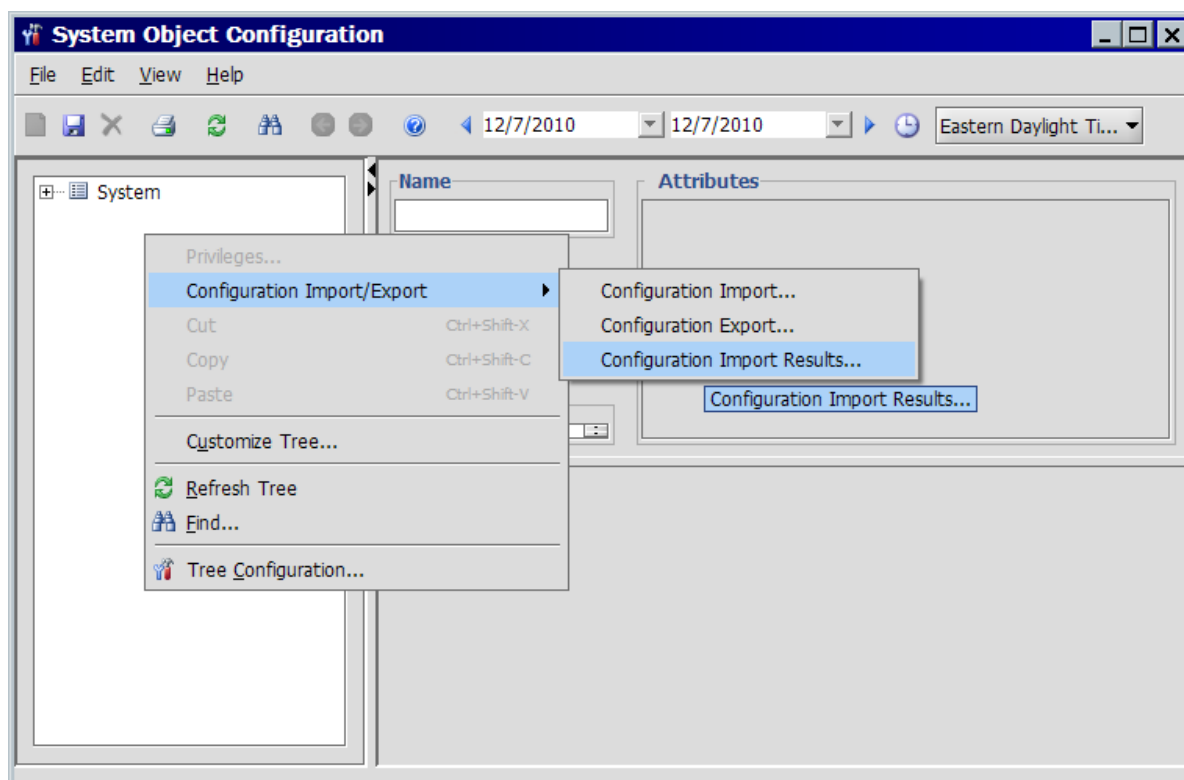 System Object Configuration
File Edit View Help
12/7/2010 12/7/2010 Eastern Daylight Ti...
System
Name
Attributes
Privileges...
Configuration Import/Export
Cut Ctrl+Shift-X
Copy Ctrl+Shift-C
Paste Ctrl+Shift-V
Customize Tree...
Refresh Tree
Find...
Tree Configuration...
Configuration Import...
Configuration Export...
Configuration Import Results...
Configuration Import Results...